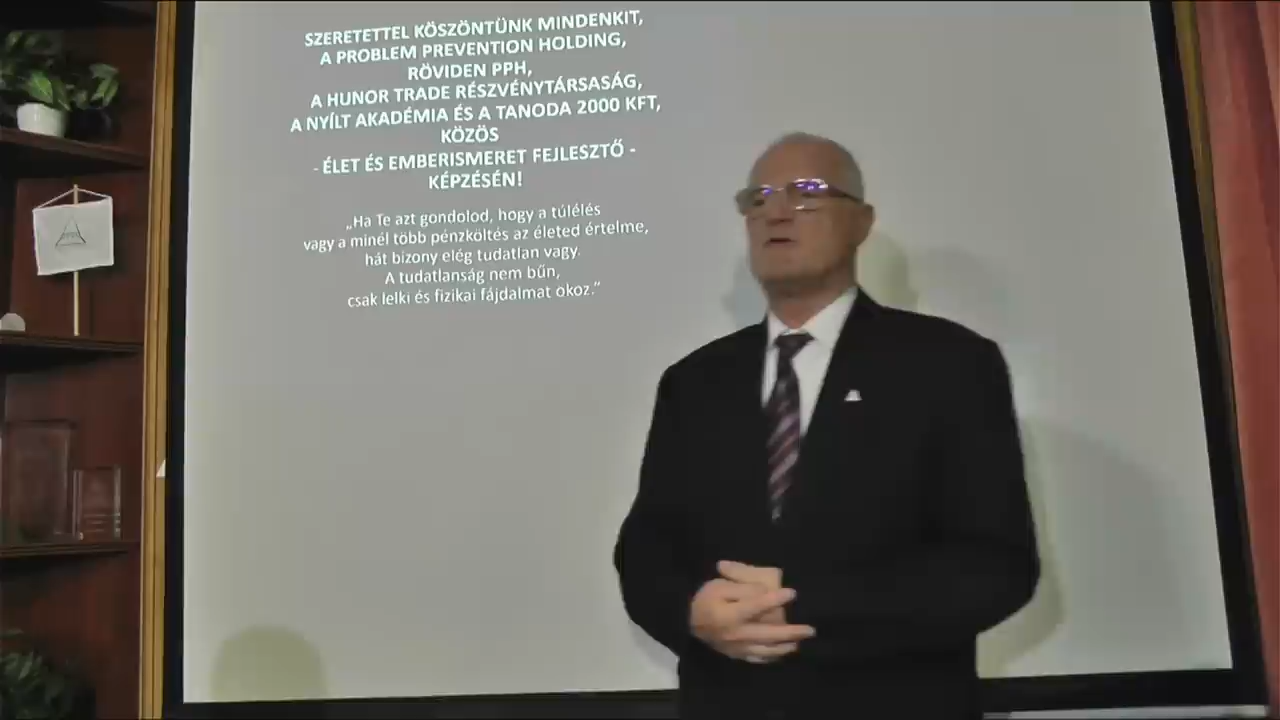 SZERETETTEL KÖSZÖNTÜNK MINDENKIT,
A PROBLEM PREVENTION HOLDING,
RÖVIDEN PPH,
A HUNOR TRADE RÉSZVÉNYTÁRSASÁG,
A NYÍLT AKADÉMIA ÉS A TANODA 2000 KFT,
KÖZÖS
- ÉLET ÉS EMBERISMERET FEJLESZTŐ -
KÉPZÉSÉN!
„Ha Te azt gondolod, hogy a túlélés
vagy a minél több pénzköltés az életed értelme,
hát bizony elég tudatlan vagy.
A tudatlanság nem bűn,
csak lelki és fizikai fájdalmat okoz.”